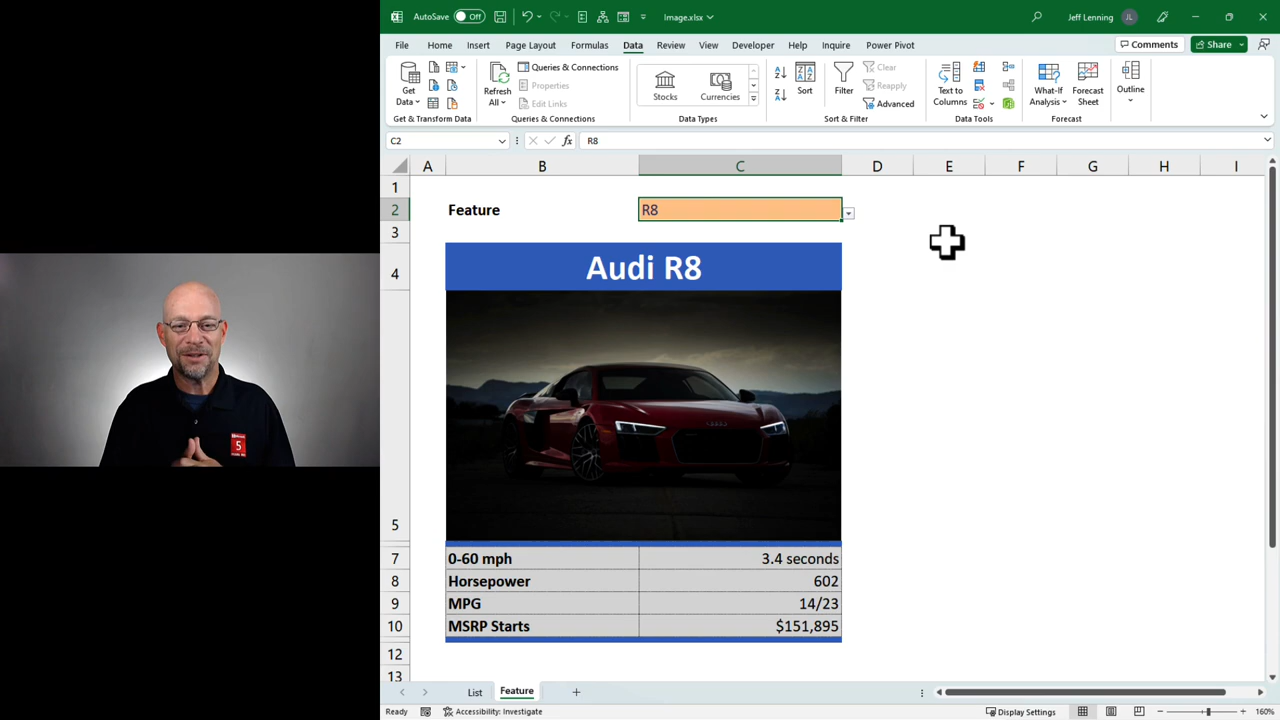 AutoSave Off Image.xlsx Jeff Lenning JL
File Home Insert Page Layout Formulas Data Review View Developer Help Inquire Power Pivot Comments Share
Get Data Refresh All Queries & Connections Properties Edit Links Stocks Currencies Sort Filter Clear Reapply Advanced Text to Columns What-If Analysis Forecast Sheet Outline
Get & Transform Data Queries & Connections Data Types Sort & Filter Data Tools Forecast
C2 fx R8
A B C D E F G H I
1
2 Feature R8
3
4 Audi R8
5
7 0-60 mph 3.4 seconds
8 Horsepower 602
9 MPG 14/23
10 MSRP Starts $151,895
12
13
List Feature
Ready Accessibility: Investigate Display Settings 160%
5